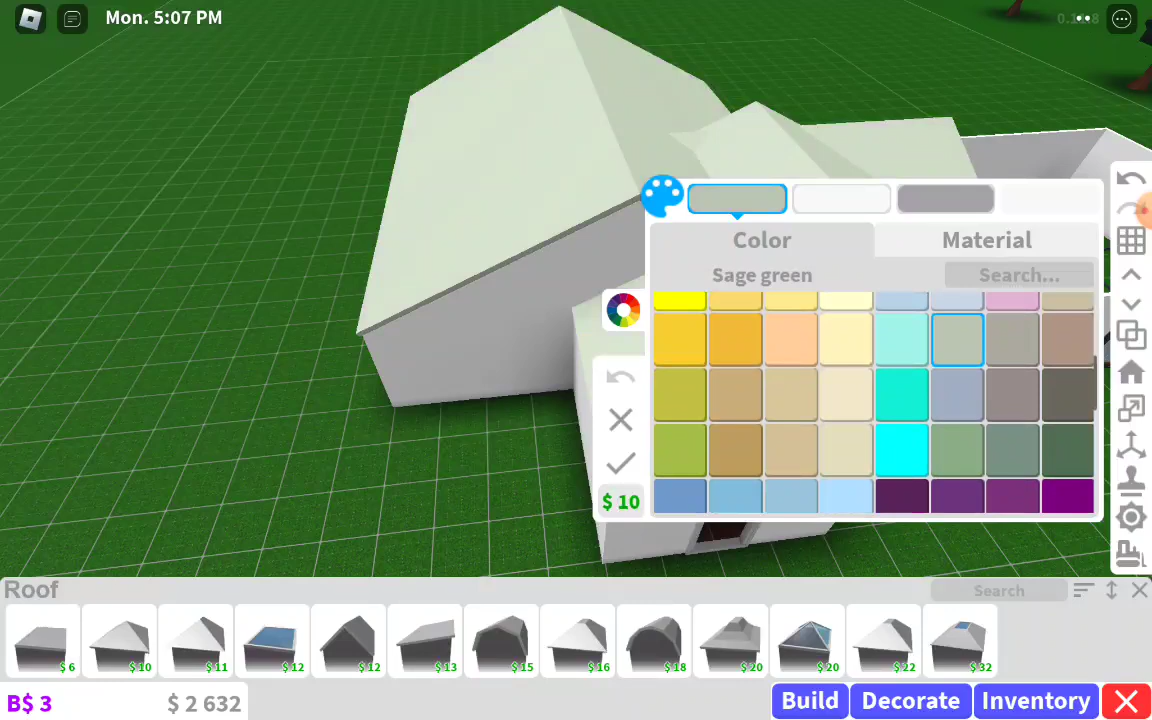 Mon. 5:07 PM
Color
Material
Sage green
Search...
$ 10
Roof
Search
$ 6
$ 10
$ 11
$ 12
$ 12
$ 13
$ 15
$ 16
$ 18
$ 20
$ 20
$ 22
$ 32
B$ 3
$ 2 632
Build
Decorate
Inventory